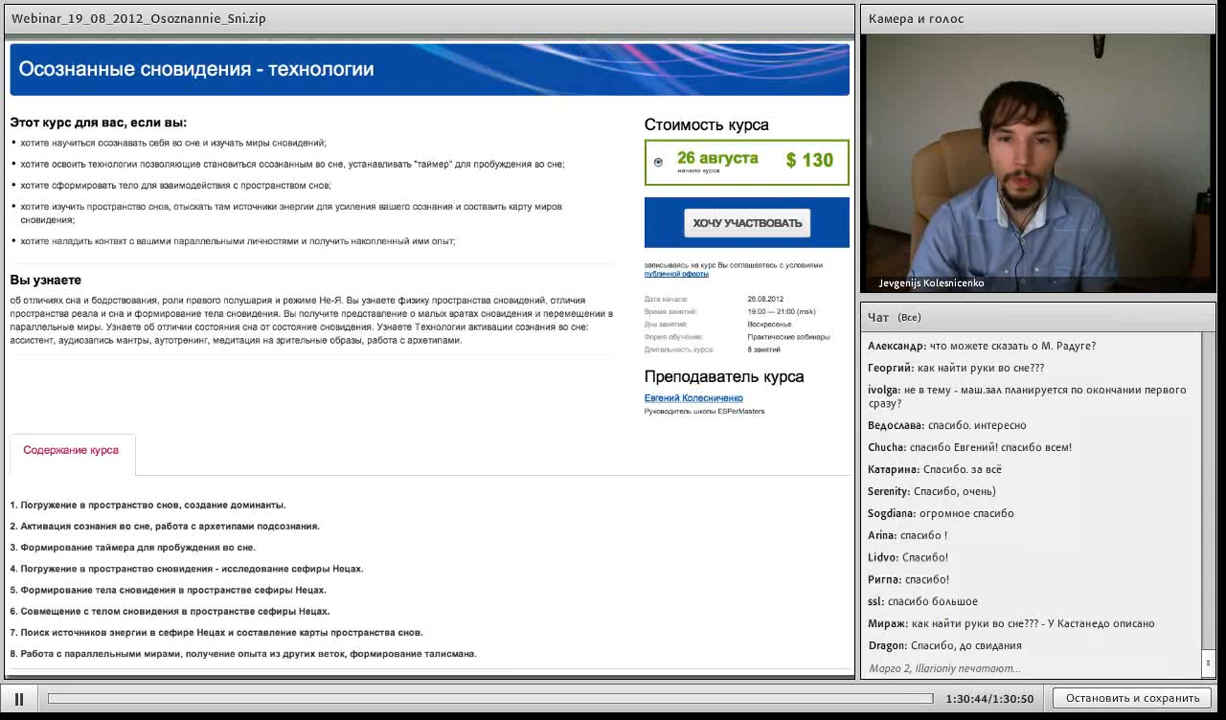 Webinar_19_08_2012_Osoznannie_Sni.zip
Осознанные сновидения - технологии
Этот курс для вас, если вы:
• хотите научиться осознавать себя во сне и изучать миры сновидений;
• хотите освоить технологии позволяющие становиться осознанным во сне, устанавливать "таймер" для пробуждения во сне;
• хотите сформировать тело для взаимодействия с пространством снов;
• хотите изучить пространство снов, отыскать там источники энергии для усиления вашего сознания и составить карту миров
сновидения;
• хотите наладить контакт с вашими параллельными личностями и получить накопленный ими опыт;
Вы узнаете
об отличиях сна и бодрствования, роли правого полушария и режиме Не-Я. Вы узнаете физику пространства сновидений, отличия
пространства реала и сна и формирование тела сновидения. Вы получите представление о малых вратах сновидения и перемещении в
параллельные миры. Узнаете об отличии состояния сна от состояние сновидения. Узнаете Технологии активации сознания во сне:
ассистент, аудиозапись мантры, аутотренинг, медитация на зрительные образы, работа с архетипами.
Стоимость курса
26 августа $ 130
начало курса
ХОЧУ УЧАСТВОВАТЬ
записываясь на курс Вы соглашаетесь с условиями
публичной оферты
Дата начала: 26.08.2012
Время занятий: 19:00 — 21:00 (msk)
Дни занятий: Воскресенье
Форма обучения: Практические вебинары
Длительность курса: 8 занятий
Преподаватель курса
Евгений Колесниченко
Руководитель школы ESPerMasters
Содержание курса
1. Погружение в пространство снов, создание доминанты.
2. Активация сознания во сне, работа с архетипами подсознания.
3. Формирование таймера для пробуждения во сне.
4. Погружение в пространство сновидения - исследование сефиры Нецах.
5. Формирование тела сновидения в пространстве сефиры Нецах.
6. Совмещение с телом сновидения в пространстве сефиры Нецах.
7. Поиск источников энергии в сефире Нецах и составление карты пространства снов.
8. Работа с параллельными мирами, получение опыта из других веток, формирование талисмана.
Камера и голос
Jevgenijs Kolesnicenko
Чат (Все)
Александр: что можете сказать о М. Радуге?
Георгий: как найти руки во сне???
ivolga: не в тему - маш.зал планируется по окончании первого
сразу?
Ведослава: спасибо. интересно
Chucha: спасибо Евгений! спасибо всем!
Катарина: Спасибо. за всё
Serenity: Спасибо, очень)
Sogdiana: огромное спасибо
Arina: спасибо !
Lidvo: Спасибо!
Ригпа: спасибо!
ssl: спасибо большое
Мираж: как найти руки во сне??? - У Кастанедо описано
Dragon: Спасибо, до свидания
Марго 2, Illarioniy печатают...
1:30:44/1:30:50
Остановить и сохранить